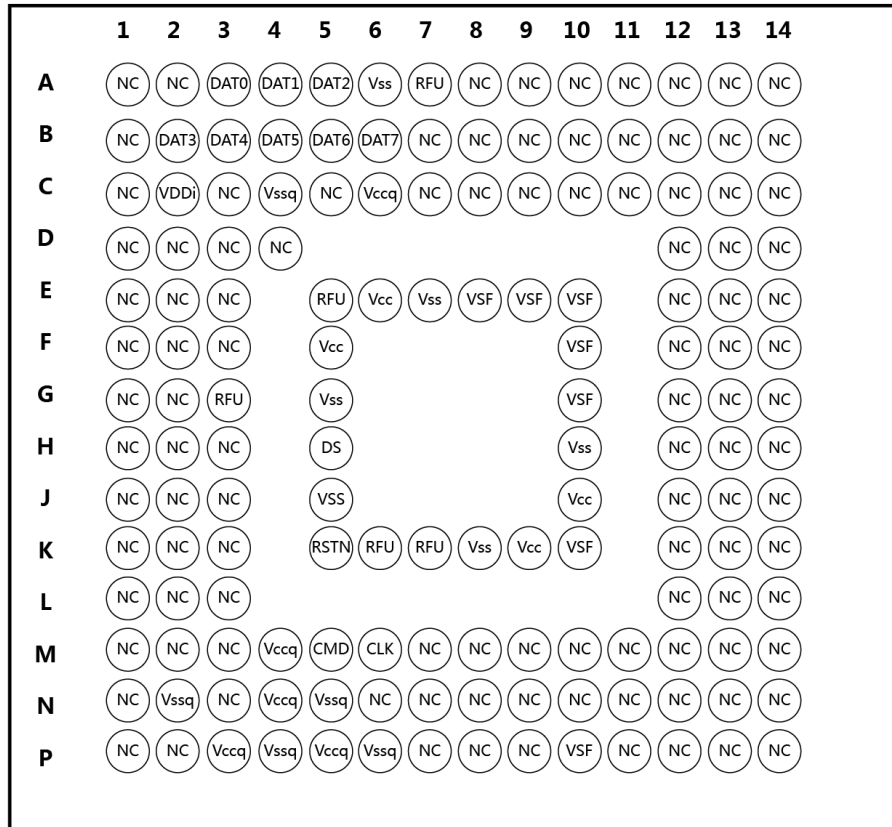 1 2 3 4 5 6 7 8 9 10 11 12 13 14
A NC NC DAT0 DAT1 DAT2 Vss RFU NC NC NC NC NC NC NC
B NC DAT3 DAT4 DAT5 DAT6 DAT7 NC NC NC NC NC NC NC NC
C NC VDDi NC Vssq NC Vccq NC NC NC NC NC NC NC NC
D NC NC NC NC NC NC NC
E NC NC NC RFU Vcc Vss VSF VSF VSF NC NC NC
F NC NC NC Vcc VSF NC NC NC
G NC NC RFU Vss VSF NC NC NC
H NC NC NC DS Vss NC NC NC
J NC NC NC VSS Vcc NC NC NC
K NC NC NC RSTN RFU RFU Vss Vcc VSF NC NC NC
L NC NC NC NC NC NC
M NC NC NC Vccq CMD CLK NC NC NC NC NC NC NC NC
N NC Vssq NC Vccq Vssq NC NC NC NC NC NC NC NC NC
P NC NC Vccq Vssq Vccq Vssq NC NC NC VSF NC NC NC NC